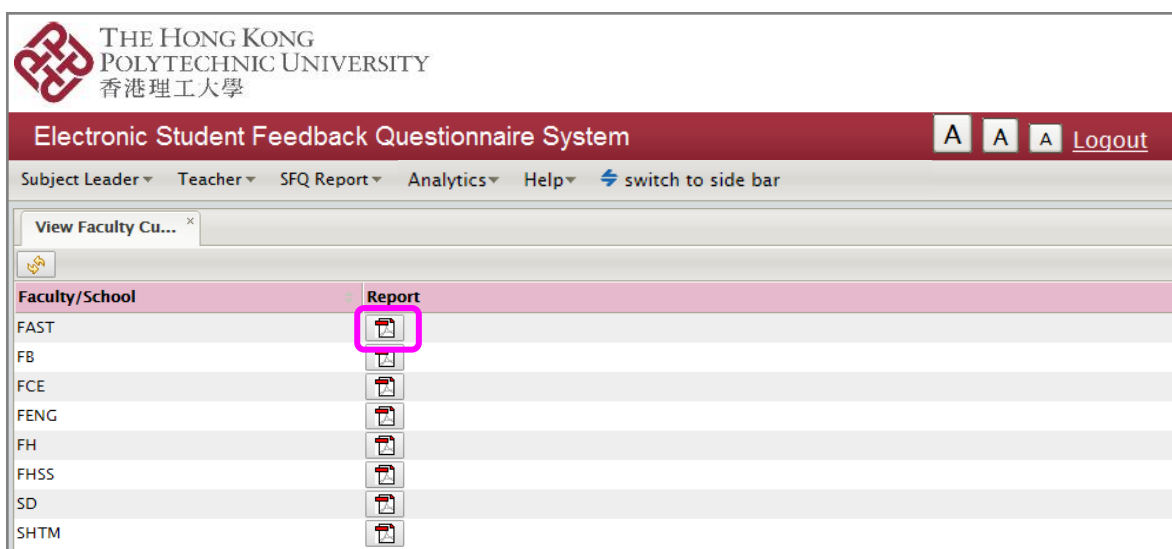 THE HONG KONG
POLYTECHNIC UNIVERSITY
香港理工大學
Electronic Student Feedback Questionnaire System A A A Logout
Subject Leader Teacher SFQ Report Analytics Help switch to side bar
View Faculty Cu... ×
Faculty/School Report
FAST
FB
FCE
FENG
FH
FHSS
SD
SHTM